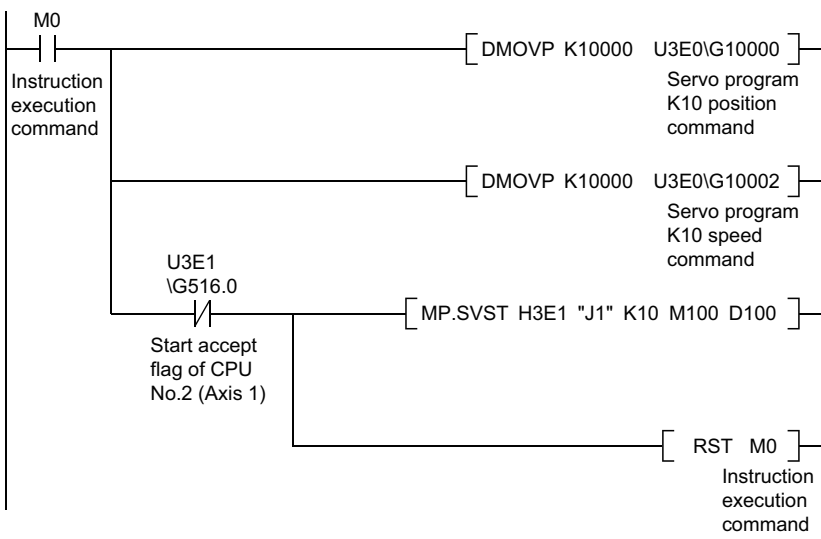 M0
Instruction
execution
command
DMOVP K10000 U3E0\G10000
Servo program
K10 position
command
DMOVP K10000 U3E0\G10002
Servo program
K10 speed
command
U3E1
\G516.0
Start accept
flag of CPU
No.2 (Axis 1)
MP.SVST H3E1 "J1" K10 M100 D100
RST M0
Instruction
execution
command